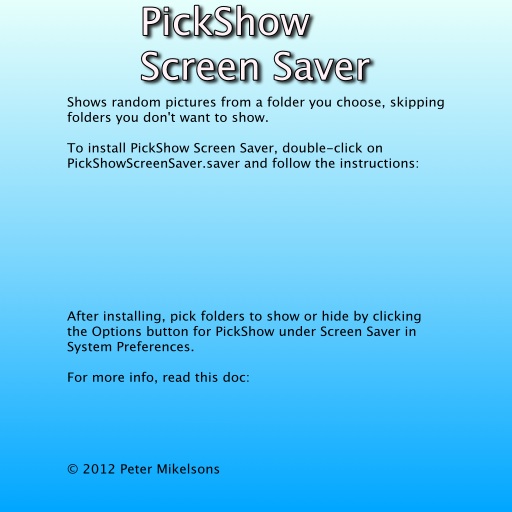 PickShow
Screen Saver
Shows random pictures from a folder you choose, skipping
folders you don't want to show.
To install PickShow Screen Saver, double-click on
PickShowScreenSaver.saver and follow the instructions:
After installing, pick folders to show or hide by clicking
the Options button for PickShow under Screen Saver in
System Preferences.
For more info, read this doc:
© 2012 Peter Mikelsons